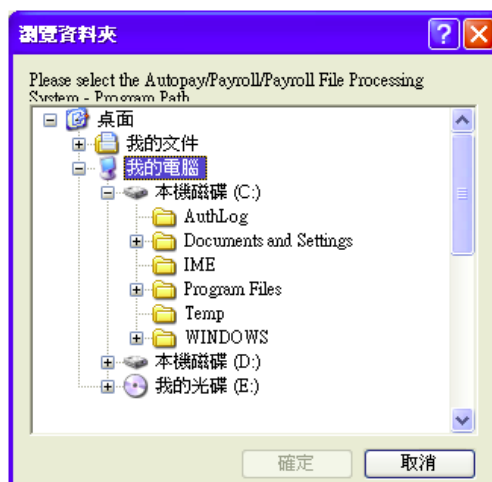 瀏覽資料夾
Please select the Autopay/Payroll/Payroll File Processing
System - Program Path
桌面
我的文件
我的電腦
本機磁碟 (C:)
AuthLog
Documents and Settings
IME
Program Files
Temp
WINDOWS
本機磁碟 (D:)
我的光碟 (E:)
確定 取消